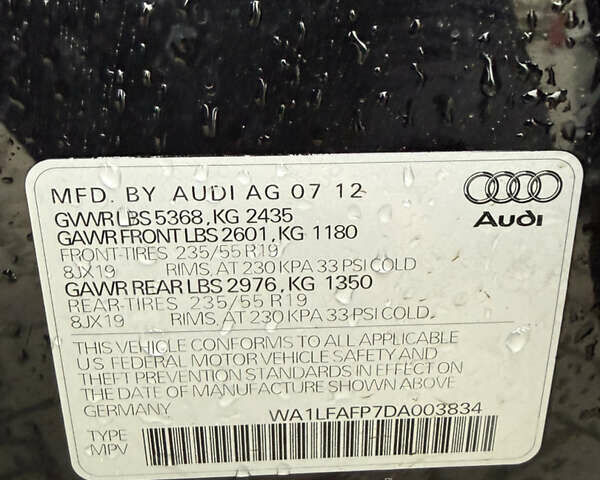 MFD. BY AUDI AG 07 12
GVWR LBS 5368, KG 2435
GAWR FRONT LBS 2601, KG 1180
FRONT-TIRES 235/55 R19
8JX19 RIMS, AT 230 KPA 33 PSI COLD
GAWR REAR LBS 2976, KG 1350
REAR-TIRES 235/55 R19
8JX19 RIMS, AT 230 KPA 33 PSI COLD.
THIS VEHICLE CONFORMS TO ALL APPLICABLE
U.S. FEDERAL MOTOR VEHICLE SAFETY AND
THEFT PREVENTION STANDARDS IN EFFECT ON
THE DATE OF MANUFACTURE SHOWN ABOVE
GERMANY WA1LFAFP7DA003834
TYPE
MPV
Audi